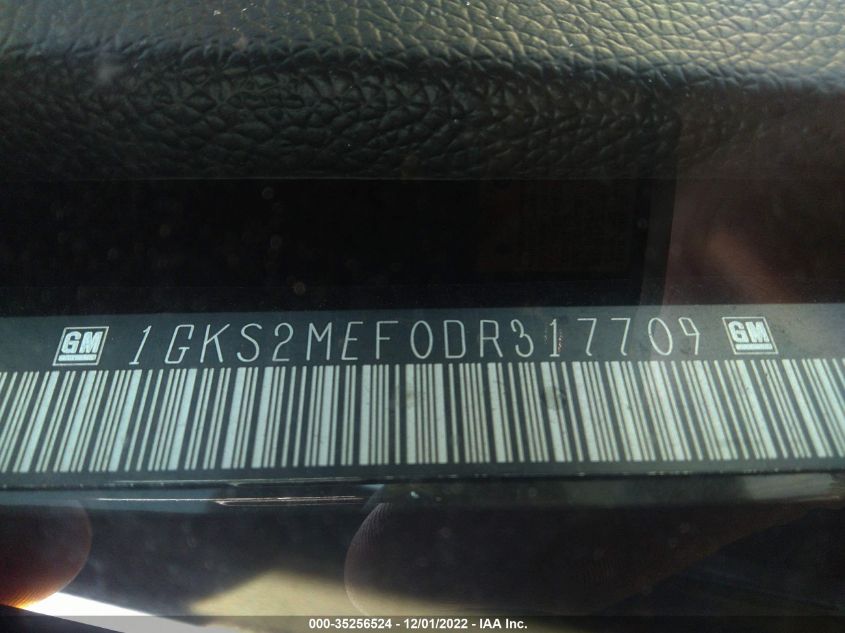 GM 1GKS2MEF0DR317709 GM
000-35256524 - 12/01/2022 - IAA Inc.